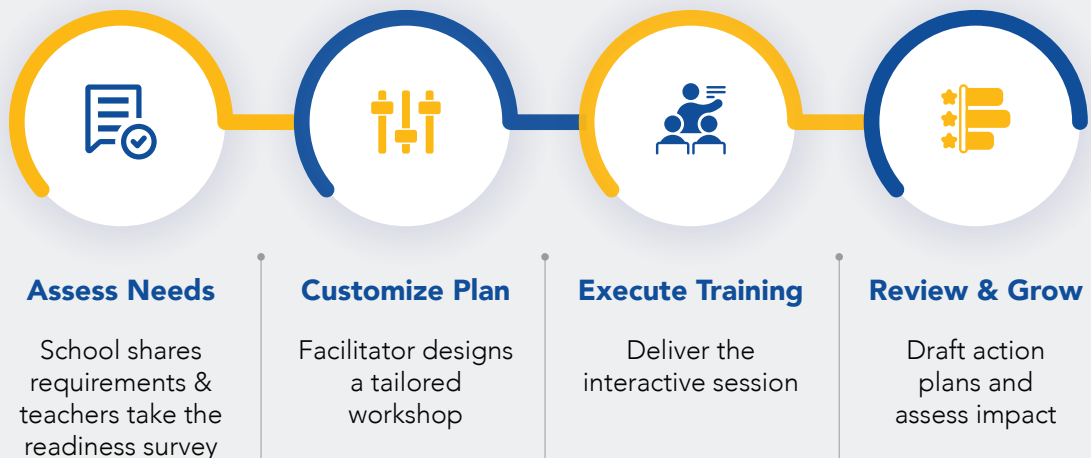 Assess Needs
School shares
requirements &
teachers take the
readiness survey
Customize Plan
Facilitator designs
a tailored
workshop
Execute Training
Deliver the
interactive session
Review & Grow
Draft action
plans and
assess impact